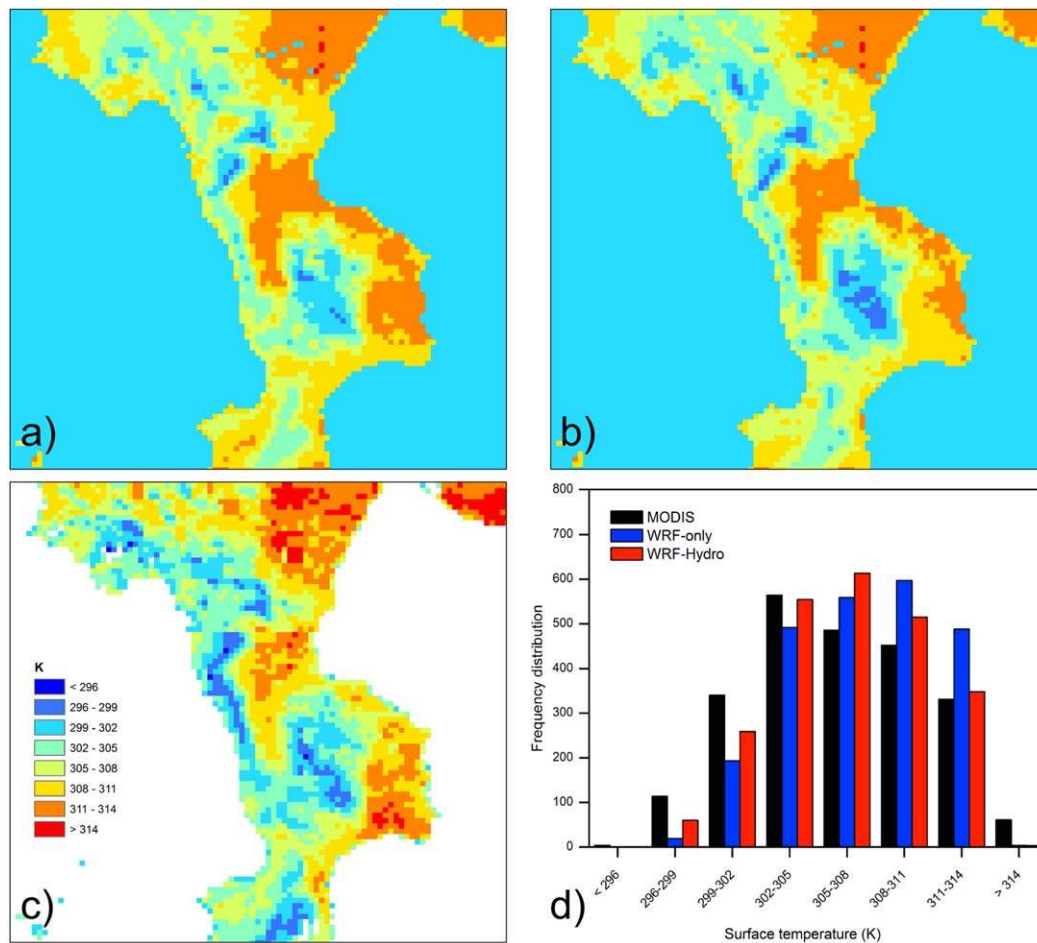 a)
b)
K
< 296
296 - 299
299 - 302
302 - 305
305 - 308
308 - 311
311 - 314
> 314
c)
800
700
600
500
400
300
200
100
0
Frequency distribution
MODIS
WRF-only
WRF-Hydro
< 296
296-299
299-302
302-305
305-308
308-311
311-314
> 314
Surface temperature (K)
d)